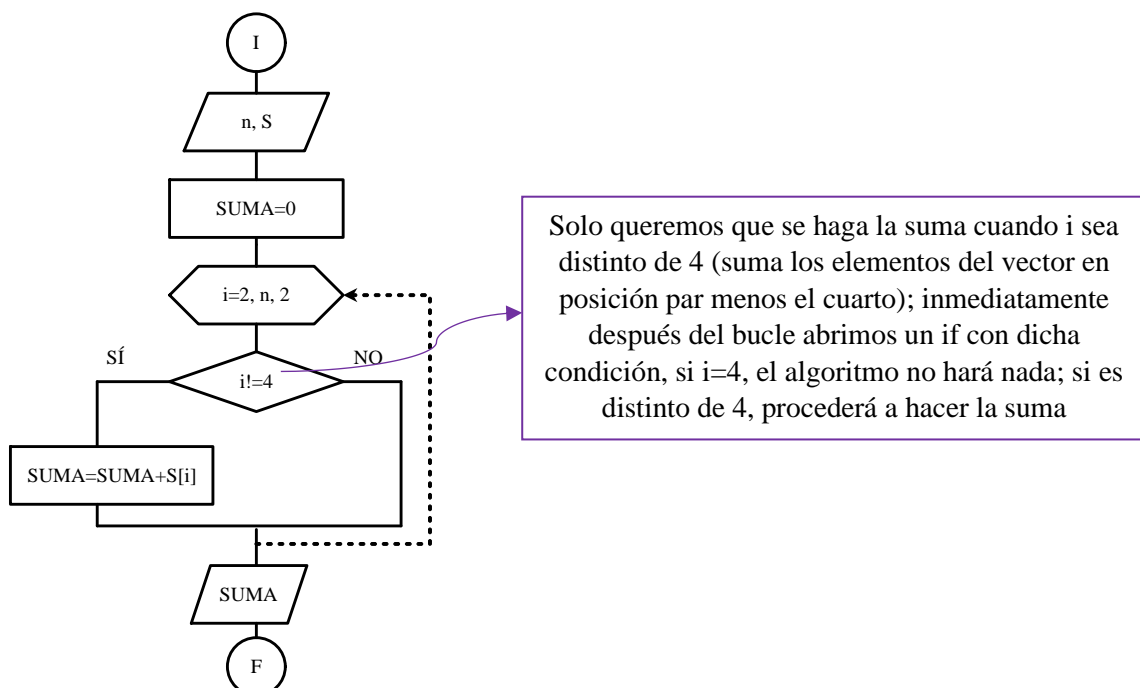 I
n, S
SUMA=0
i=2, n, 2
SÍ
NO
i!=4
SUMA=SUMA+S[i]
SUMA
F
Solo queremos que se haga la suma cuando i sea
distinto de 4 (suma los elementos del vector en
posición par menos el cuarto); inmediatamente
después del bucle abrimos un if con dicha
condición, si i=4, el algoritmo no hará nada; si es
distinto de 4, procederá a hacer la suma